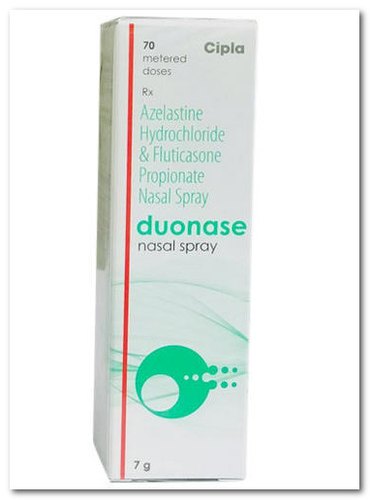 70
metered
doses
Cipla
Rx
Azelastine
Hydrochloride
& Fluticasone
Propionate
Nasal Spray
duonase
nasal spray
7 g